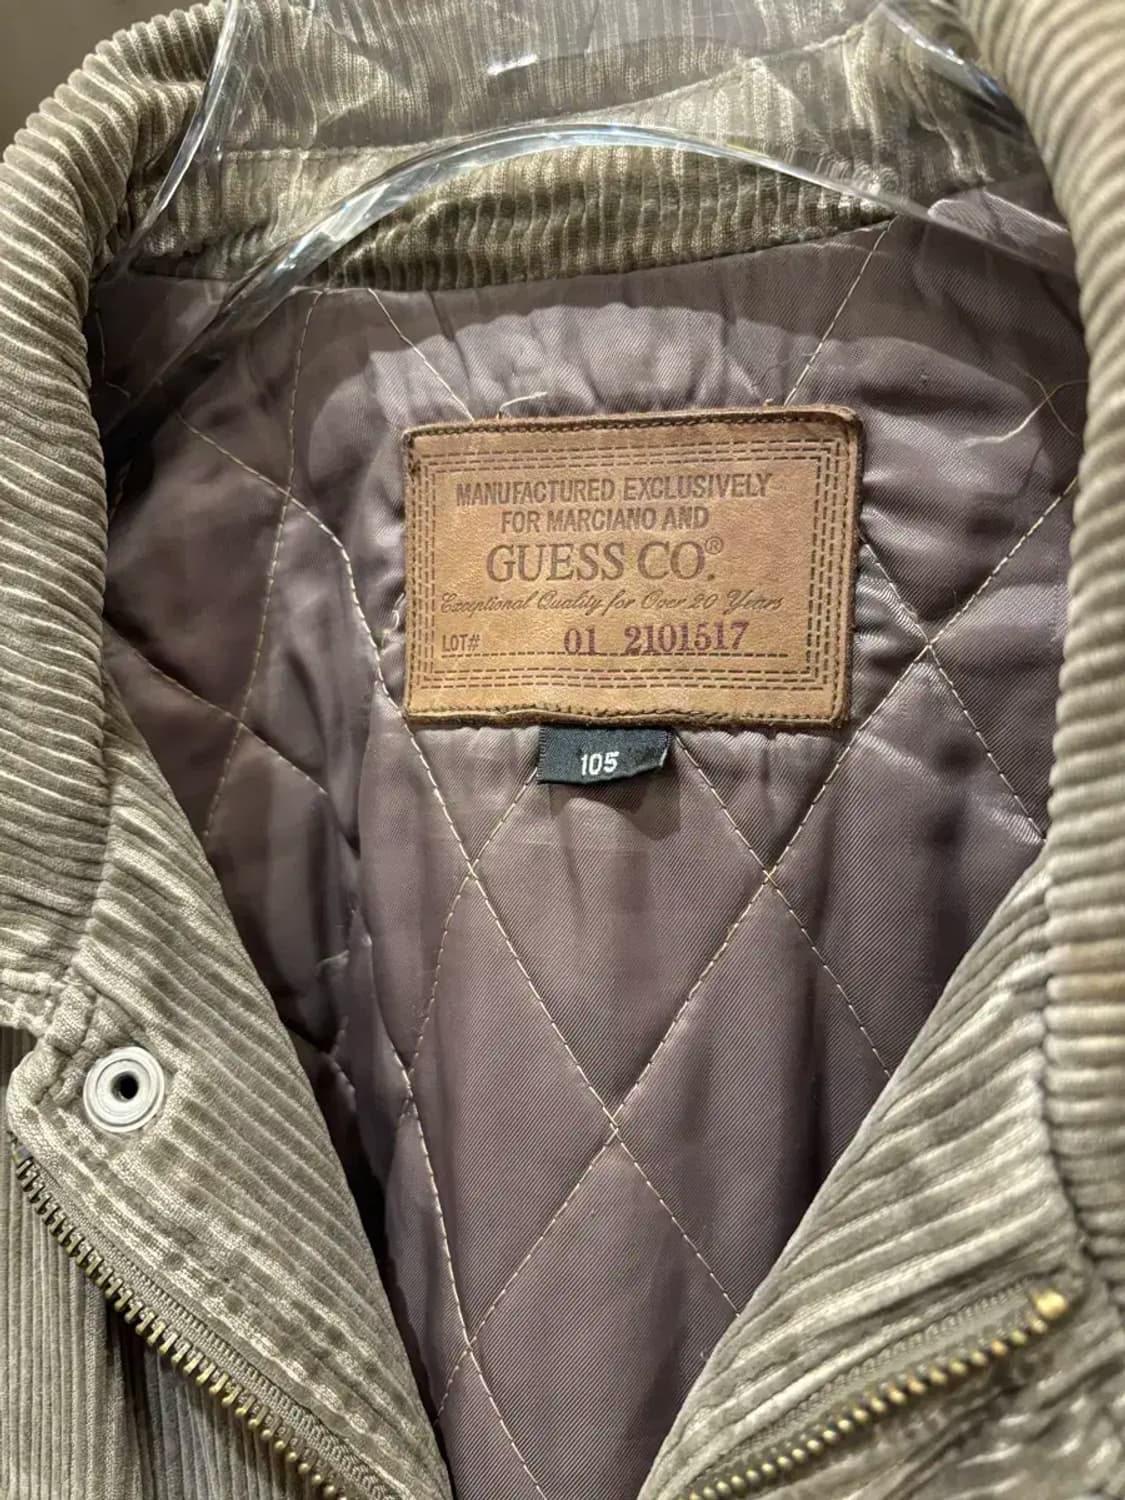 MANUFACTURED EXCLUSIVELY
FOR MARCIANO AND
GUESS CO.®
Exceptional Quality for Over 20 Years
LOT# 01 2101517
105